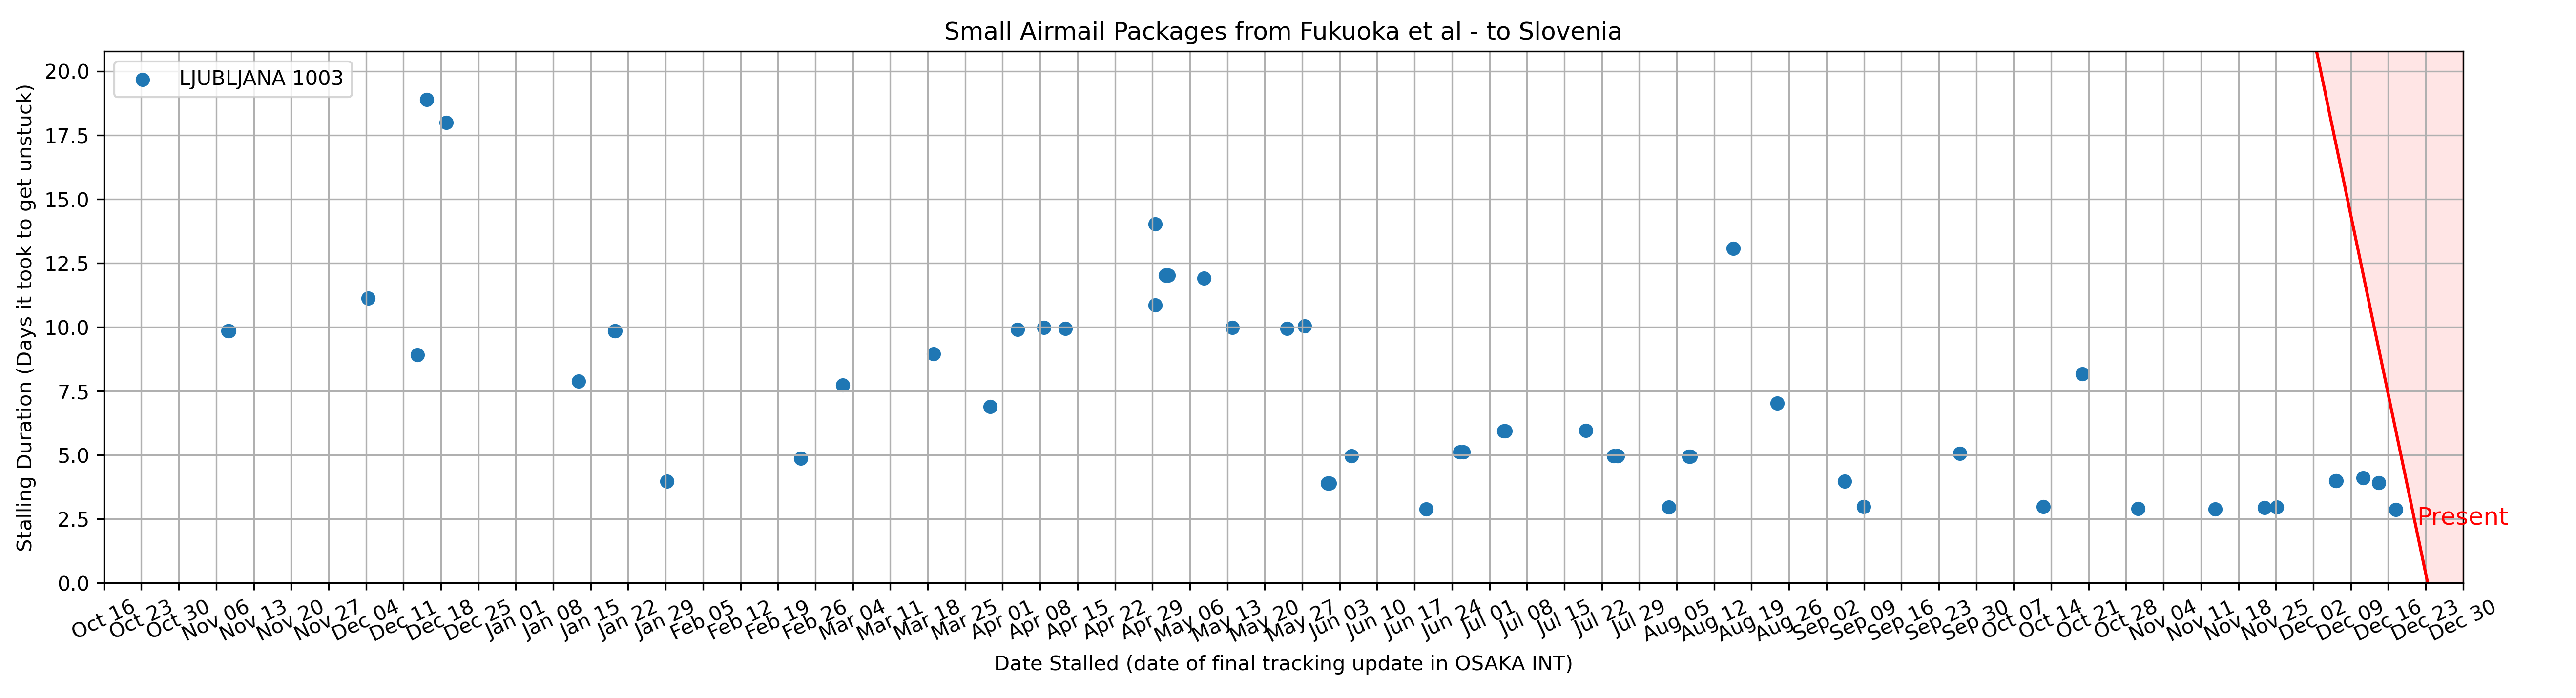 Small Airmail Packages from Fukuoka et al - to Slovenia
LJUBLJANA 1003
Stalling Duration (Days it took to get unstuck)
20.0
17.5
15.0
12.5
10.0
7.5
5.0
2.5
0.0
Present
Oct 16
Oct 23
Oct 30
Nov 06
Nov 13
Nov 20
Nov 27
Dec 04
Dec 11
Dec 18
Dec 25
Jan 01
Jan 08
Jan 15
Jan 22
Jan 29
Feb 05
Feb 12
Feb 19
Feb 26
Mar 04
Mar 11
Mar 18
Mar 25
Apr 01
Apr 08
Apr 15
Apr 22
Apr 29
May 06
May 13
May 20
May 27
Jun 03
Jun 10
Jun 17
Jun 24
Jul 01
Jul 08
Jul 15
Jul 22
Jul 29
Aug 05
Aug 12
Aug 19
Aug 26
Sep 02
Sep 09
Sep 16
Sep 23
Sep 30
Oct 07
Oct 14
Oct 21
Oct 28
Nov 04
Nov 11
Nov 18
Nov 25
Dec 02
Dec 09
Dec 16
Dec 23
Dec 30
Date Stalled (date of final tracking update in OSAKA INT)